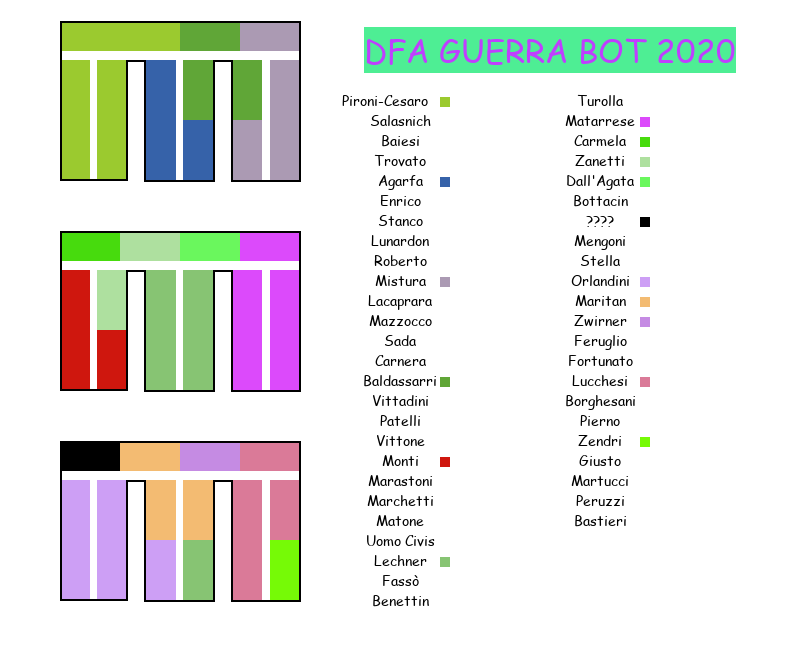 DFA GUERRA BOT 2020
Pironi-Cesaro
Salasnich
Baiesi
Trovato
Agarfa
Enrico
Stanco
Lunardon
Roberto
Mistura
Lacaprara
Mazzocco
Sada
Carnera
Baldassarri
Vittadini
Patelli
Vittone
Monti
Marastoni
Marchetti
Matone
Uomo Civis
Lechner
Fassò
Benettin
Turolla
Matarrese
Carmela
Zanetti
Dall'Agata
Bottacin
????
Mengoni
Stella
Orlandini
Maritan
Zwirner
Feruglio
Fortunato
Lucchesi
Borghesani
Pierno
Zendri
Giusto
Martucci
Peruzzi
Bastieri